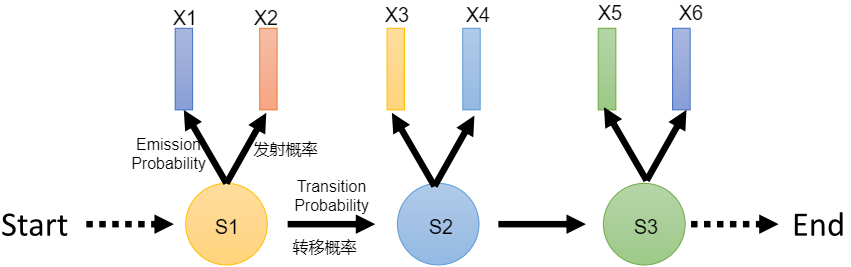 X1
X2
X3
X4
X5
X6
Emission
Probability
发射概率
Transition
Probability
转移概率
Start
S1
S2
S3
End